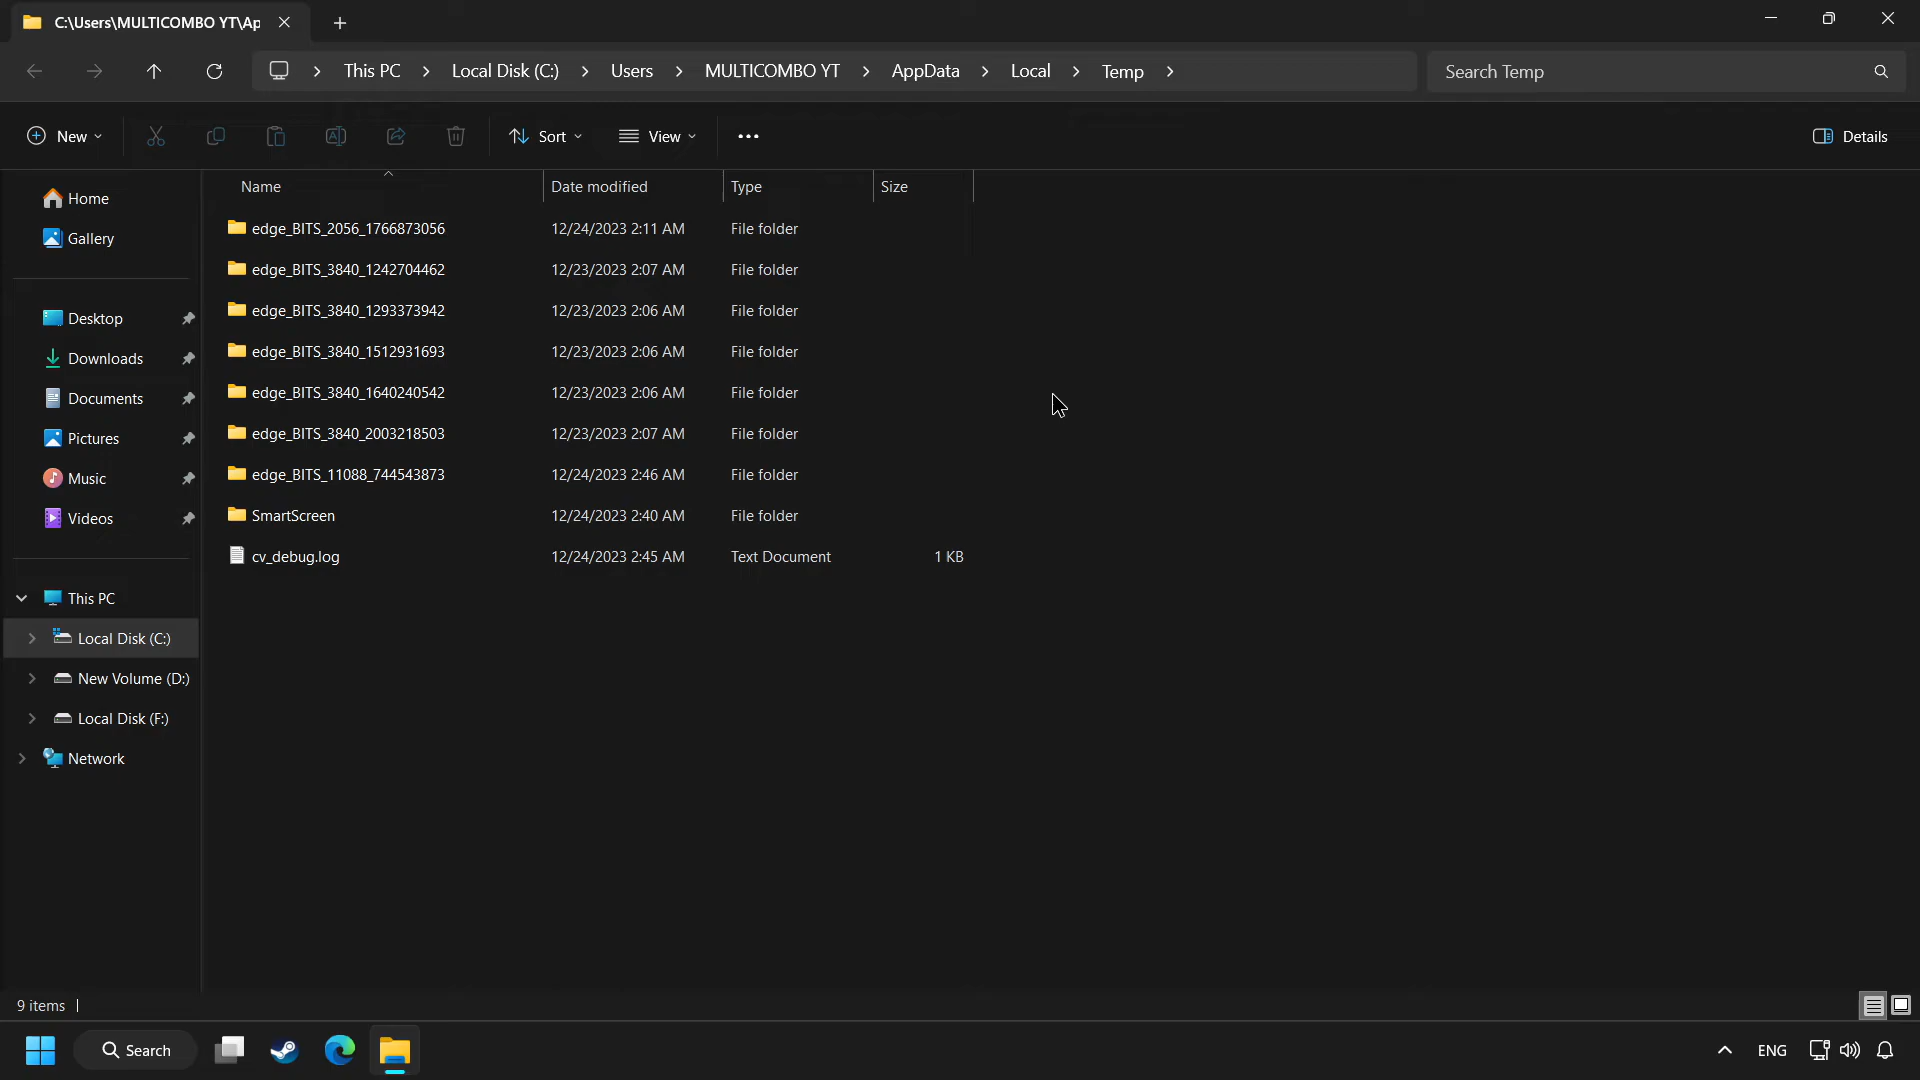 C:\Users\MULTICOMBO YT\Ap
This PC > Local Disk (C:) > Users > MULTICOMBO YT > AppData > Local > Temp >
Search Temp
New
Sort
View
Details
Name Date modified Type Size
Home
Gallery
Desktop
Downloads
Documents
Pictures
Music
Videos
This PC
Local Disk (C:)
New Volume (D:)
Local Disk (F:)
Network
edge_BITS_2056_1766873056 12/24/2023 2:11 AM File folder
edge_BITS_3840_1242704462 12/23/2023 2:07 AM File folder
edge_BITS_3840_1293373942 12/23/2023 2:06 AM File folder
edge_BITS_3840_1512931693 12/23/2023 2:06 AM File folder
edge_BITS_3840_1640240542 12/23/2023 2:06 AM File folder
edge_BITS_3840_2003218503 12/23/2023 2:07 AM File folder
edge_BITS_11088_744543873 12/24/2023 2:46 AM File folder
SmartScreen 12/24/2023 2:40 AM File folder
cv_debug.log 12/24/2023 2:45 AM Text Document 1 KB
9 items
Search
ENG